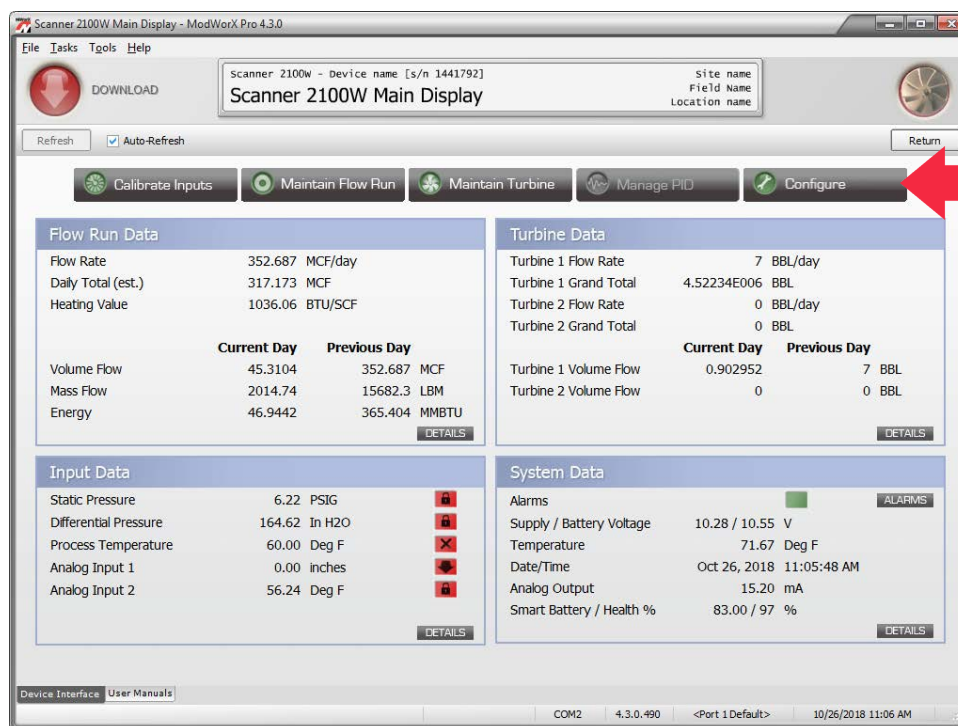 Scanner 2100W Main Display - ModWorX Pro 4.3.0
File Tasks Tools Help
DOWNLOAD
Scanner 2100W - Device name [s/n 1441792]
Scanner 2100W Main Display
Site name
Field Name
Location name
Refresh Auto-Refresh Return
Calibrate Inputs Maintain Flow Run Maintain Turbine Manage PID Configure
Flow Run Data
Flow Rate 352.687 MCF/day
Daily Total (est.) 317.173 MCF
Heating Value 1036.06 BTU/SCF
Current Day Previous Day
Volume Flow 45.3104 352.687 MCF
Mass Flow 2014.74 15682.3 LBM
Energy 46.9442 365.404 MMBTU
DETAILS
Turbine Data
Turbine 1 Flow Rate 7 BBL/day
Turbine 1 Grand Total 4.52234E006 BBL
Turbine 2 Flow Rate 0 BBL/day
Turbine 2 Grand Total 0 BBL
Current Day Previous Day
Turbine 1 Volume Flow 0.902952 7 BBL
Turbine 2 Volume Flow 0 0 BBL
DETAILS
Input Data
Static Pressure 6.22 PSIG
Differential Pressure 164.62 In H2O
Process Temperature 60.00 Deg F
Analog Input 1 0.00 inches
Analog Input 2 56.24 Deg F
DETAILS
System Data
Alarms ALARMS
Supply / Battery Voltage 10.28 / 10.55 V
Temperature 71.67 Deg F
Date/Time Oct 26, 2018 11:05:48 AM
Analog Output 15.20 mA
Smart Battery / Health % 83.00 / 97 %
DETAILS
Device Interface User Manuals
COM2 4.3.0.490 <Port 1 Default> 10/26/2018 11:06 AM